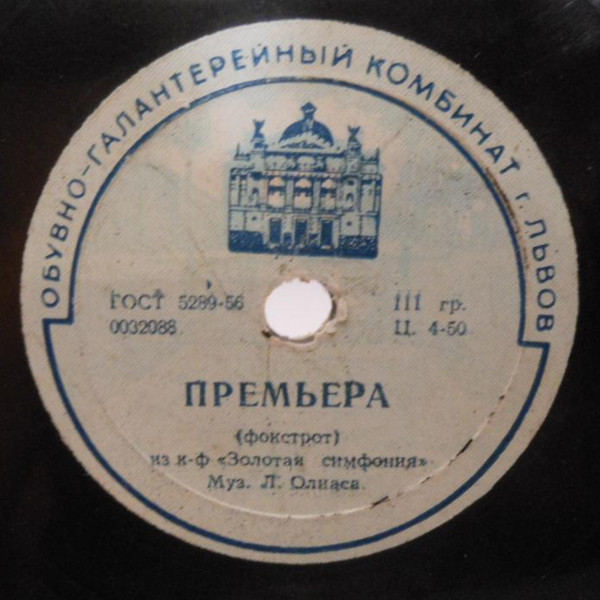 ОБУВНО-ГАЛАНТЕРЕЙНЫЙ КОМБИНАТ г. ЛЬВОВ
ГОСТ 5289-56
0032088
III гр.
Ц. 4-50
ПРЕМЬЕРА
(фокстрот)
из к-ф «Золотая симфония»
Муз. Л. Олиаса